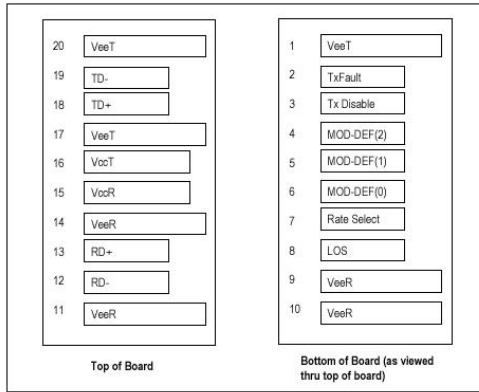 20 VeeT
19 TD-
18 TD+
17 VeeT
16 VccT
15 VccR
14 VeeR
13 RD+
12 RD-
11 VeeR
Top of Board
1 VeeT
2 TxFault
3 Tx Disable
4 MOD-DEF(2)
5 MOD-DEF(1)
6 MOD-DEF(0)
7 Rate Select
8 LOS
9 VeeR
10 VeeR
Bottom of Board (as viewed
thru top of board)